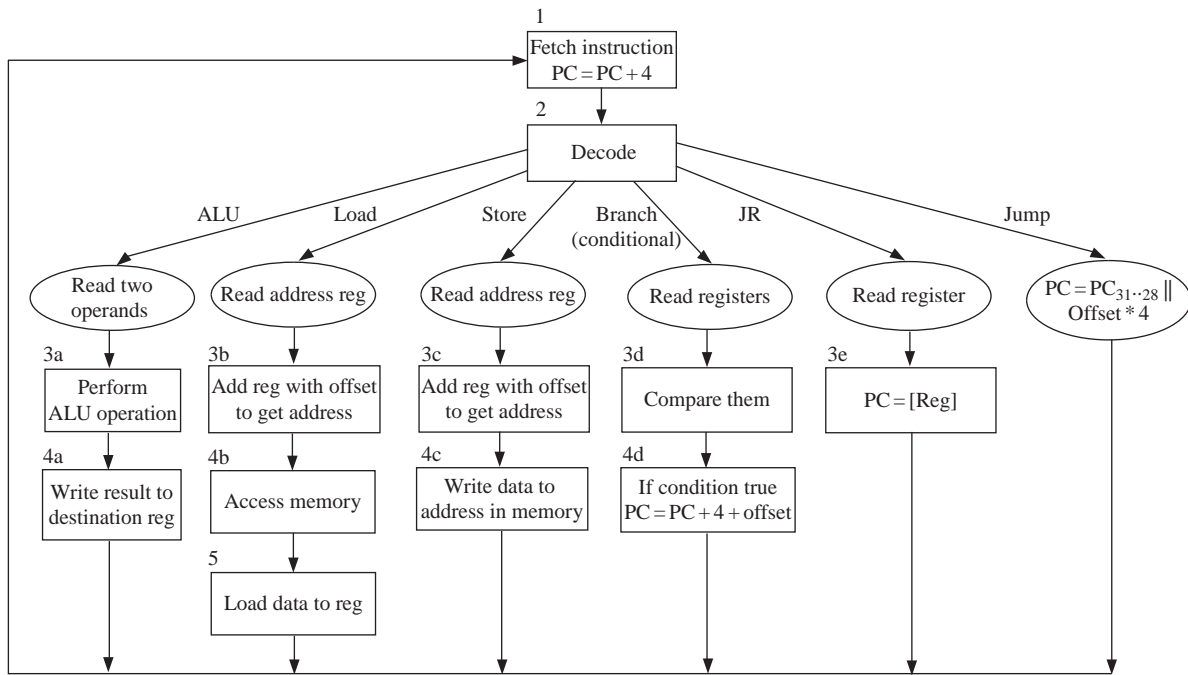 1
Fetch instruction
PC = PC + 4
2
Decode
ALU
Load
Store
Branch
(conditional)
JR
Jump
Read two
operands
Read address reg
Read address reg
Read registers
Read register
PC = PC31··28 ||
Offset * 4
3a
Perform
ALU operation
3b
Add reg with offset
to get address
3c
Add reg with offset
to get address
3d
Compare them
3e
PC = [Reg]
4a
Write result to
destination reg
4b
Access memory
4c
Write data to
address in memory
4d
If condition true
PC = PC + 4 + offset
5
Load data to reg